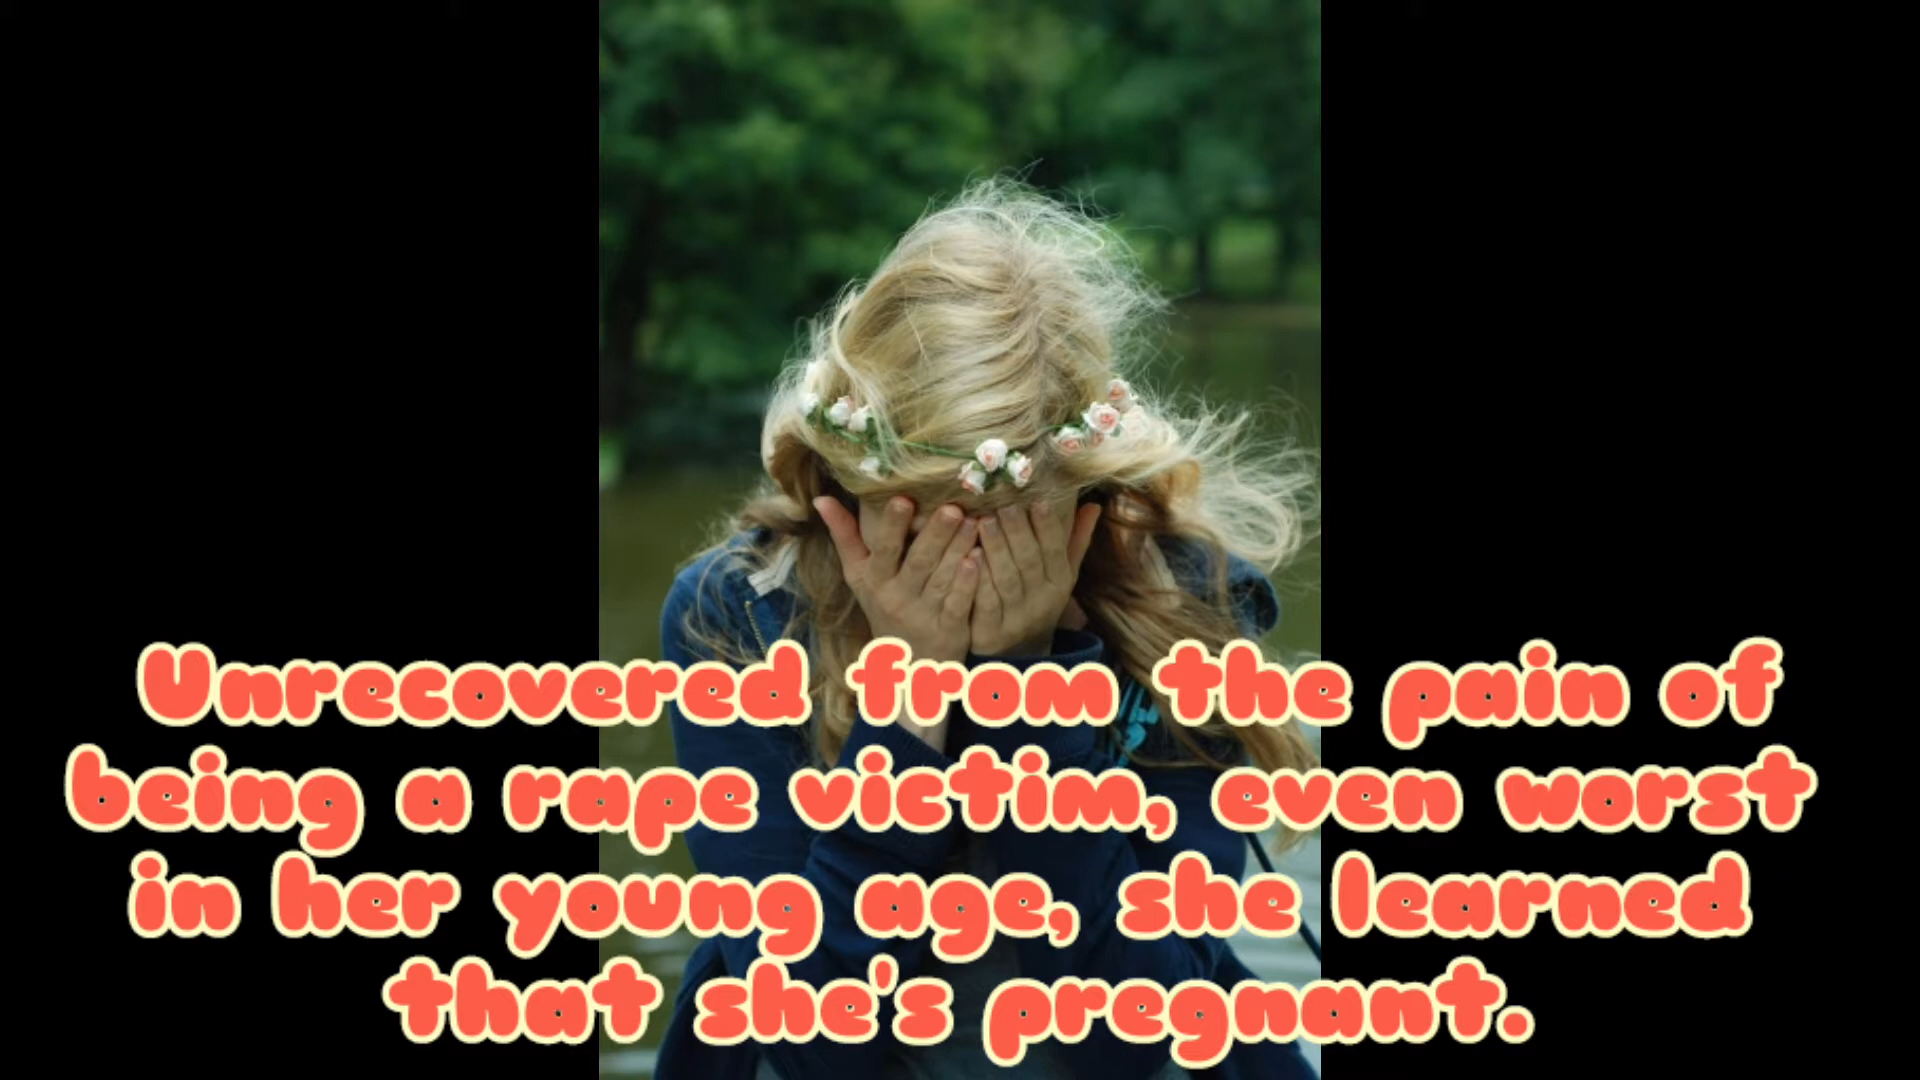 Unrecovered from the pain of
being a rape victim, even worst
in her young age, she learned
that she's pregnant.